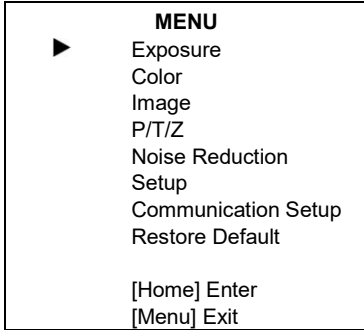 MENU
Exposure
Color
Image
P/T/Z
Noise Reduction
Setup
Communication Setup
Restore Default
[Home] Enter
[Menu] Exit